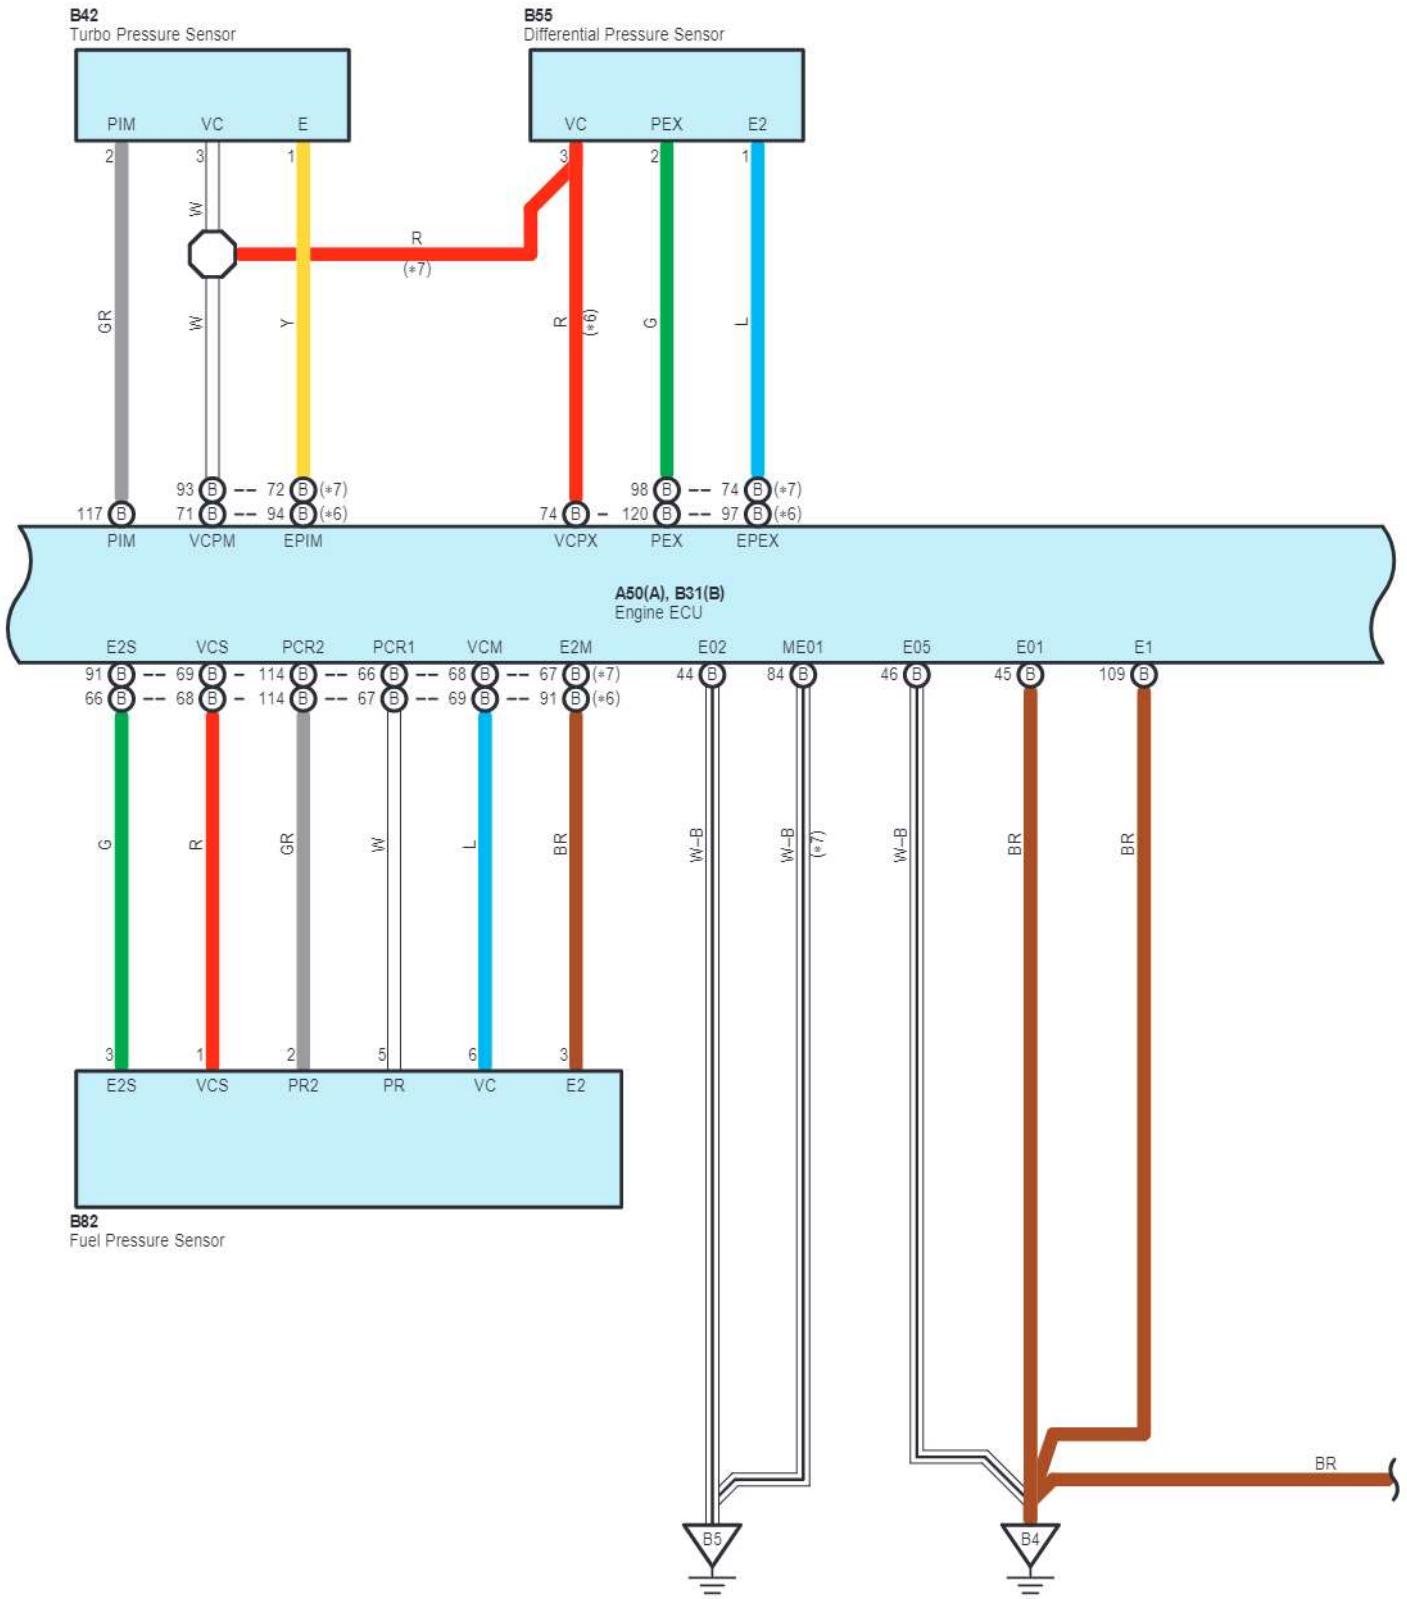 B42
Turbo Pressure Sensor
B55
Differential Pressure Sensor
PIM VC E
VC PEX E2
2 3 1
3 2 1
W
R
(*7)
GR W Y
R (*6) G L
93 B -- 72 B (*7)
98 B -- 74 B (*7)
117 B 71 B -- 94 B (*6)
74 B - 120 B -- 97 B (*6)
PIM VCPM EPIM VCPX PEX EPEX
A50(A), B31(B)
Engine ECU
E2S VCS PCR2 PCR1 VCM E2M E02 ME01 E05 E01 E1
91 B -- 69 B - 114 B -- 66 B -- 68 B -- 67 B (*7) 44 B 84 B 46 B 45 B 109 B
66 B -- 68 B - 114 B -- 67 B -- 69 B -- 91 B (*6)
G R GR W L BR W-B W-B (*7) W-B BR BR
3 1 2 5 6 3
E2S VCS PR2 PR VC E2
B82
Fuel Pressure Sensor
BR
B5 B4